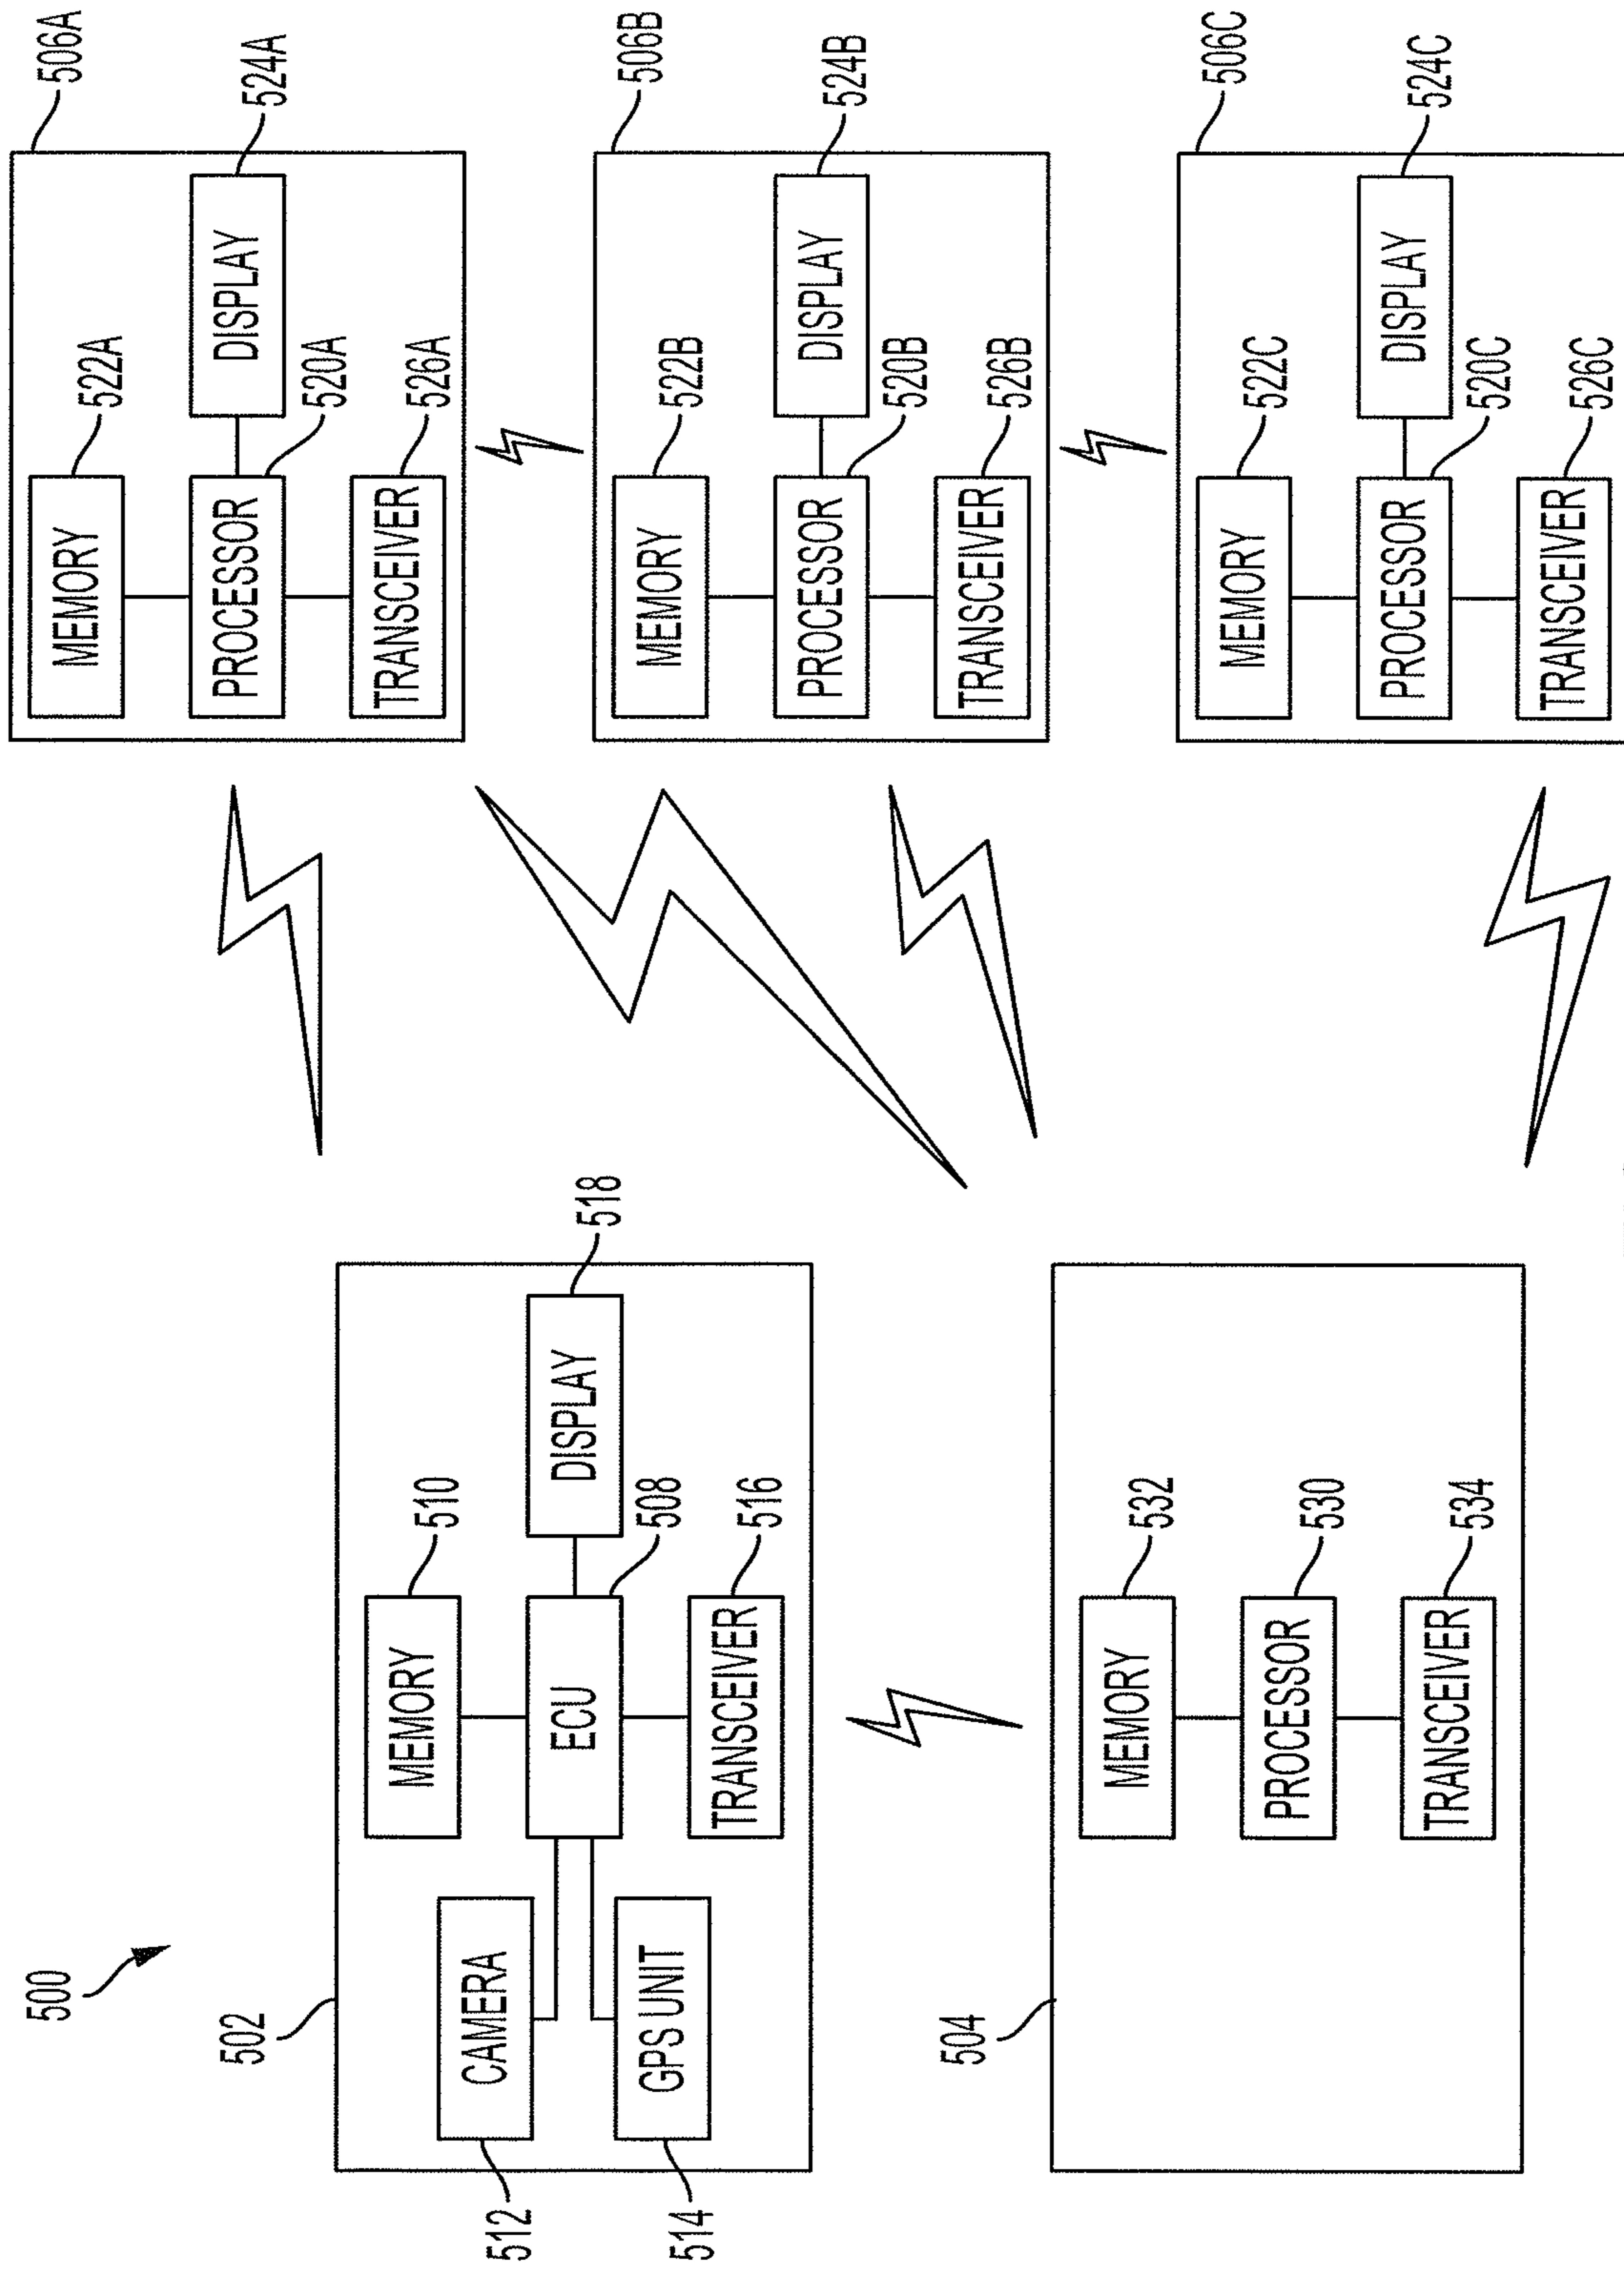 500
502
CAMERA
512
GPS UNIT
514
MEMORY
510
ECU
508
TRANSCEIVER
516
DISPLAY
518
504
MEMORY
532
PROCESSOR
530
TRANSCEIVER
534
506A
MEMORY
522A
PROCESSOR
520A
TRANSCEIVER
526A
DISPLAY
524A
506B
MEMORY
522B
PROCESSOR
520B
TRANSCEIVER
526B
DISPLAY
524B
506C
MEMORY
522C
PROCESSOR
520C
TRANSCEIVER
526C
DISPLAY
524C